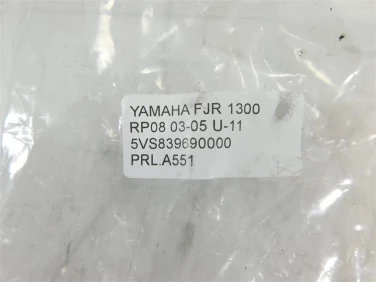 YAMAHA FJR 1300
RP08 03-05 U-11
5VS839690000
PRL.A551